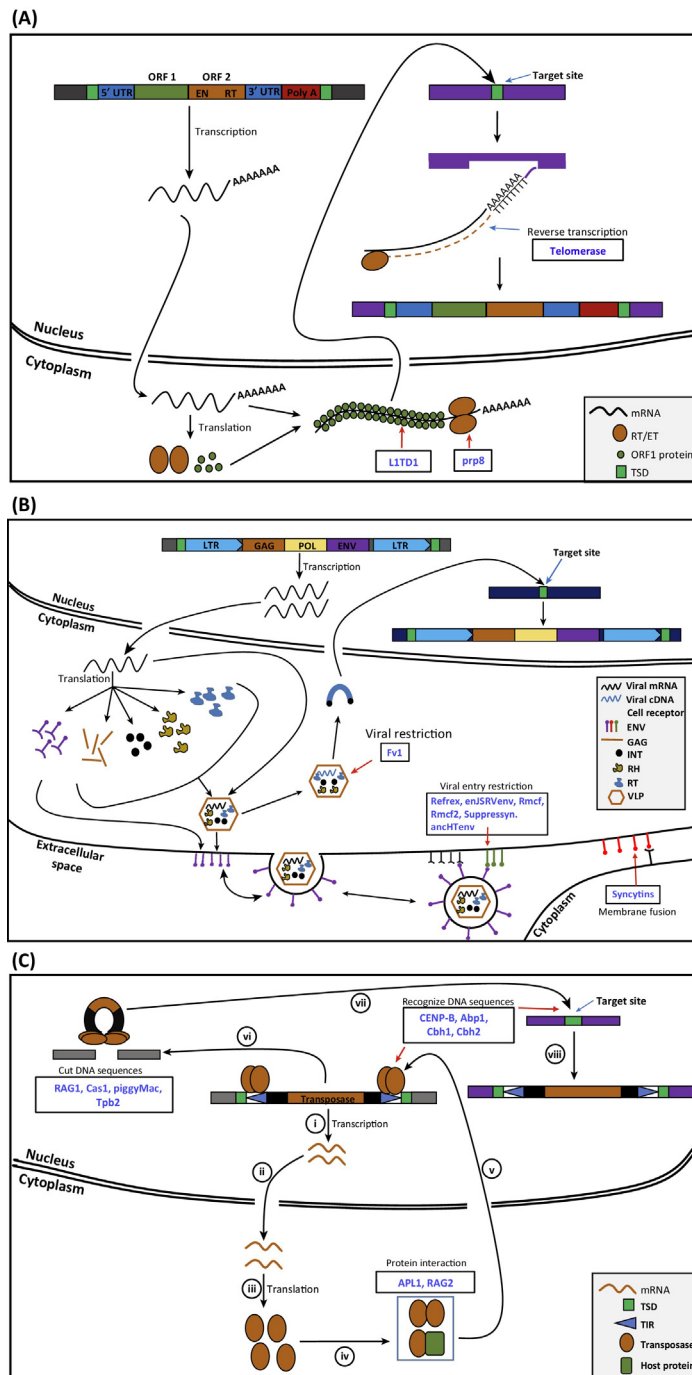 (A)
ORF 1 ORF 2
5' UTR EN RT 3' UTR Poly A
Target site
Transcription
AAAAAAA
AAAAAAA
TTTTTTT
Reverse transcription
Telomerase
Nucleus
Cytoplasm
AAAAAAA
AAAAAAA
Translation
L1TD1
prp8
mRNA
RT/ET
ORF1 protein
TSD
(B)
LTR GAG POL ENV LTR
Transcription
Target site
Nucleus
Cytoplasm
Translation
Viral restriction
Fv1
Viral mRNA
Viral cDNA
Cell receptor
ENV
GAG
INT
RH
RT
VLP
Viral entry restriction
Refrex, enJSRVenv, Rmcf,
Rmcf2, Suppressyn.
ancHTenv
Extracellular
space
Syncytins
Membrane fusion
Cytoplasm
(C)
vii
Recognize DNA sequences
CENP-B, Abp1,
Cbh1, Cbh2
Target site
vi
viii
Cut DNA sequences
RAG1, Cas1, piggyMac,
Tpb2
Transposase
i
Transcription
ii
v
Nucleus
Cytoplasm
iii
Translation
Protein interaction
APL1, RAG2
iv
mRNA
TSD
TIR
Transposase
Host protein